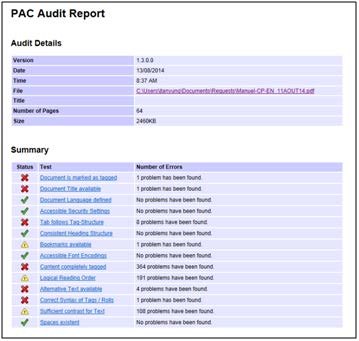 PAC Audit Report
Audit Details
Version 1.3.0.0
Date 13/08/2014
Time 8:37 AM
File C:\Users\tanyung\Documents\Requests\Manuel-CP-EN_11AOUT14.pdf
Title
Number of Pages 64
Size 2460KB
Summary
Status Test Number of Errors
Document is marked as tagged 1 problem has been found.
Document Title available 1 problem has been found.
Document Language defined No problems have been found.
Accessible Security Settings No problems have been found.
Tab follows Tag-Structure 8 problems have been found.
Consistent Heading Structure No problems have been found.
Bookmarks available 1 problem has been found.
Accessible Font Encodings No problems have been found.
Content completely tagged 364 problems have been found.
Logical Reading Order 191 problems have been found.
Alternative Text available 4 problems have been found.
Correct Syntax of Tags / Rolls 1 problem has been found.
Sufficient contrast for Text 168 problems have been found.
Spaces existent No problems have been found.